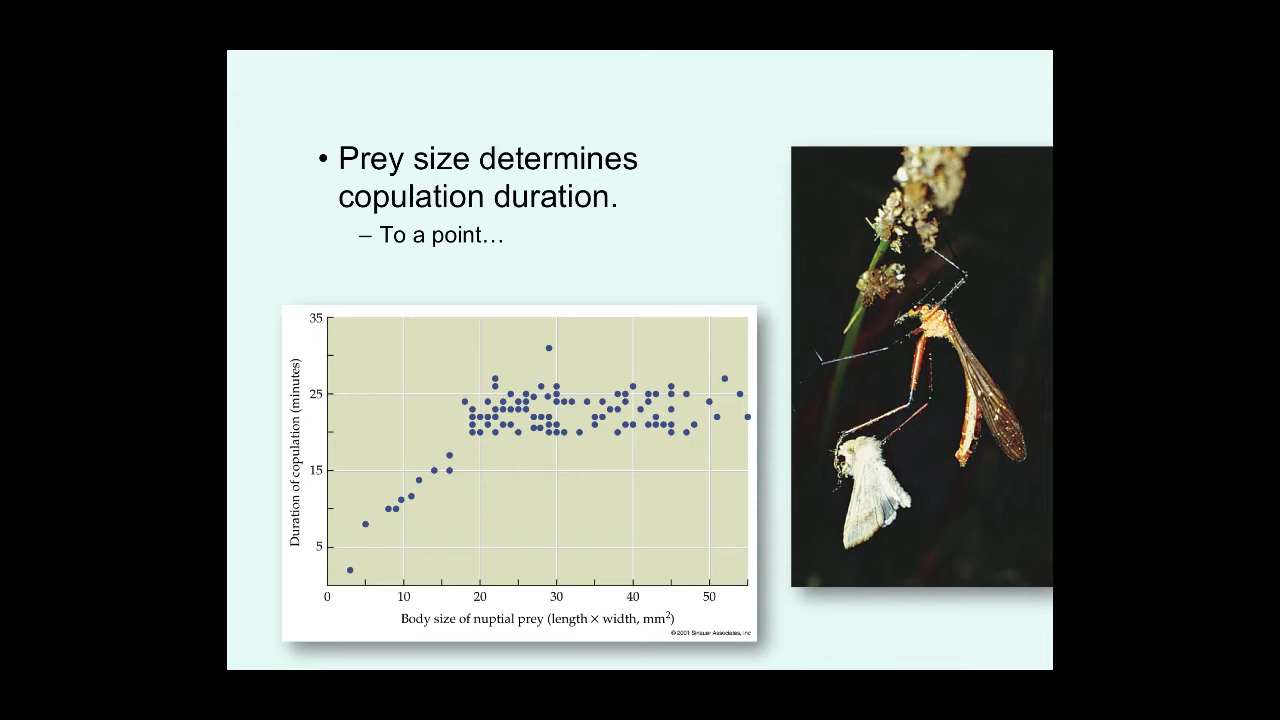 • Prey size determines
copulation duration.
– To a point…
Duration of copulation (minutes)
35
25
15
5
0 10 20 30 40 50
Body size of nuptial prey (length × width, mm²)
© 2001 Sinauer Associates, Inc